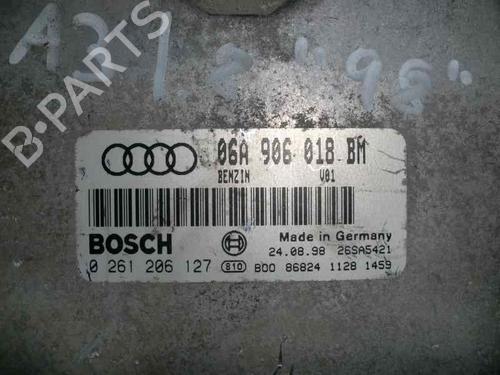 A3 1.8 "98"
B-PARTS
06A 906 018 BM
BENZIN V01
BOSCH
Made in Germany
24.08.98 26SA5421
0 261 206 127 S10 B00 86824 1128 1459